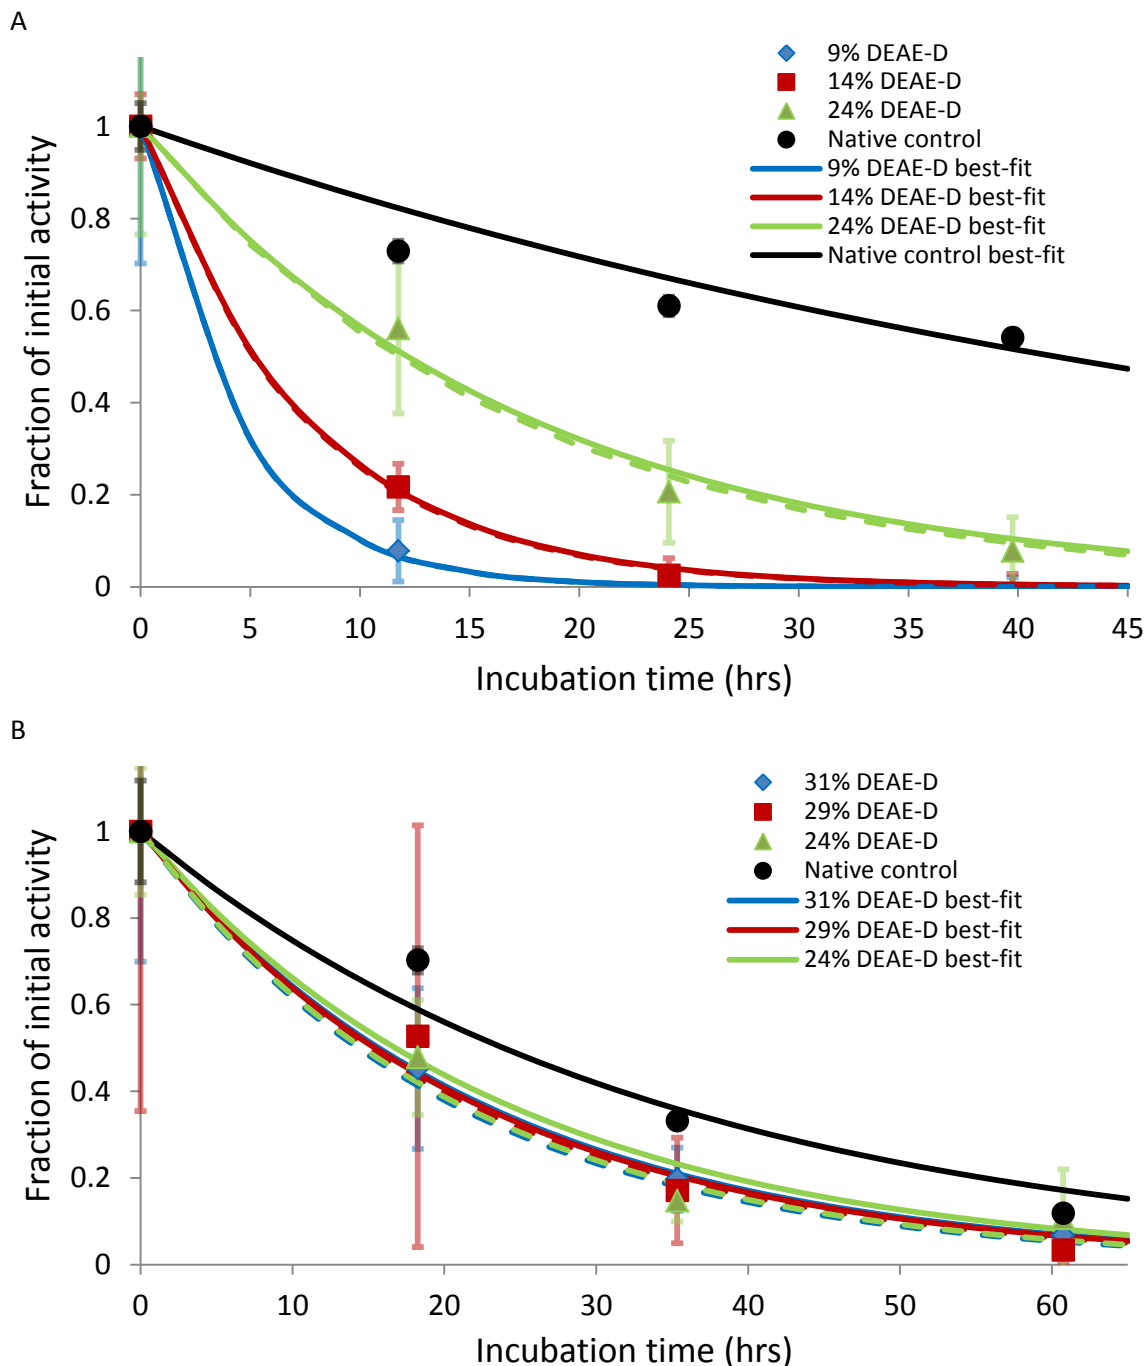 A
9% DEAE-D
14% DEAE-D
24% DEAE-D
Native control
9% DEAE-D best-fit
14% DEAE-D best-fit
24% DEAE-D best-fit
Native control best-fit
Fraction of initial activity
1
0.8
0.6
0.4
0.2
0
0 5 10 15 20 25 30 35 40 45
Incubation time (hrs)
B
31% DEAE-D
29% DEAE-D
24% DEAE-D
Native control
31% DEAE-D best-fit
29% DEAE-D best-fit
24% DEAE-D best-fit
Fraction of initial activity
1
0.8
0.6
0.4
0.2
0
0 10 20 30 40 50 60
Incubation time (hrs)